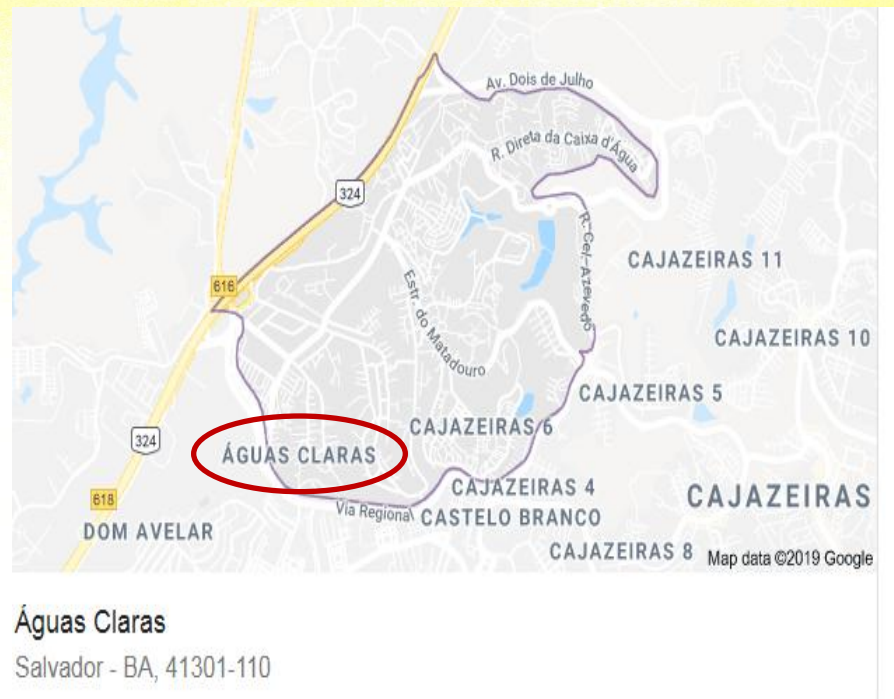 Av. Dois de Julho
R. Direta da Caixa d'Água
324
R. Cel. Azevedo
CAJAZEIRAS 11
616
Estr. do Matadouro
CAJAZEIRAS 10
CAJAZEIRAS 5
CAJAZEIRAS 6
324
ÁGUAS CLARAS
CAJAZEIRAS 4
618
CAJAZEIRAS
Via Regional
CASTELO BRANCO
DOM AVELAR
CAJAZEIRAS 8
Map data ©2019 Google
Águas Claras
Salvador - BA, 41301-110